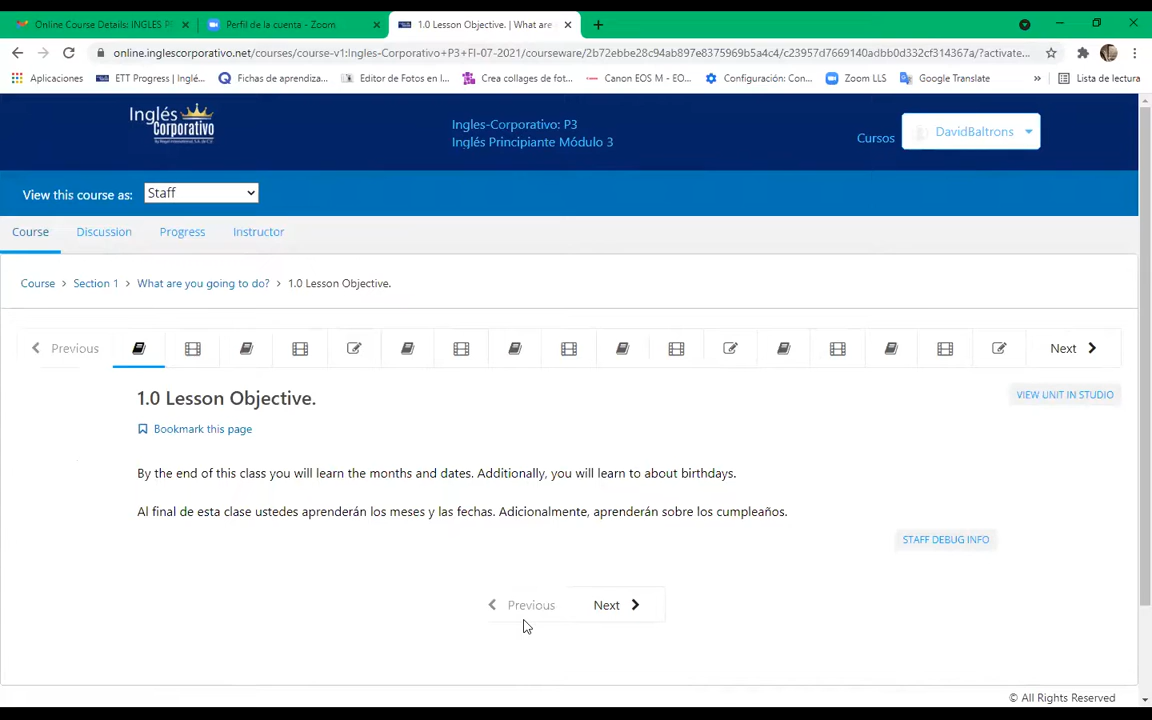 Online Course Details: INGLES P
Perfil de la cuenta - Zoom
1.0 Lesson Objective. | What are
online.inglescorporativo.net/courses/course-v1:Ingles-Corporativo+P3+FI-07-2021/courseware/2b72ebbe28c94ab897e8375969b5a4c4/c23957d7669140adbb0d332cf314367a/?activate...
Aplicaciones
ETT Progress | Inglé...
Fichas de aprendiza...
Editor de Fotos en l...
Crea collages de fot...
Canon EOS M - EO...
Configuración: Con...
Zoom LLS
Google Translate
»
Lista de lectura
Inglés
Corporativo
Ingles-Corporativo: P3
Inglés Principiante Módulo 3
Cursos
DavidBaltrons
View this course as:
Staff
Course
Discussion
Progress
Instructor
Course > Section 1 > What are you going to do? > 1.0 Lesson Objective.
Previous
Next
1.0 Lesson Objective.
VIEW UNIT IN STUDIO
Bookmark this page
By the end of this class you will learn the months and dates. Additionally, you will learn to about birthdays.
Al final de esta clase ustedes aprenderán los meses y las fechas. Adicionalmente, aprenderán sobre los cumpleaños.
STAFF DEBUG INFO
Previous
Next
© All Rights Reserved